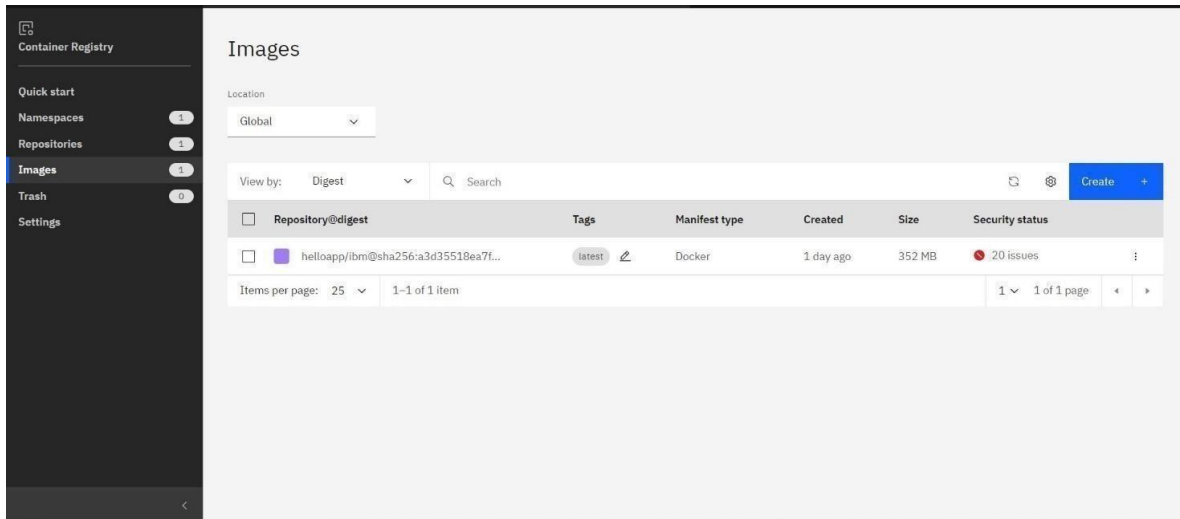 Container Registry
Quick start
Namespaces 1
Repositories 1
Images 1
Trash 0
Settings
Images
Location
Global
View by: Digest Search Create +
Repository@digest Tags Manifest type Created Size Security status
helloapp/ibm@sha256:a3d35518ea7f... latest Docker 1 day ago 352 MB 20 issues
Items per page: 25 1–1 of 1 item 1 1 of 1 page